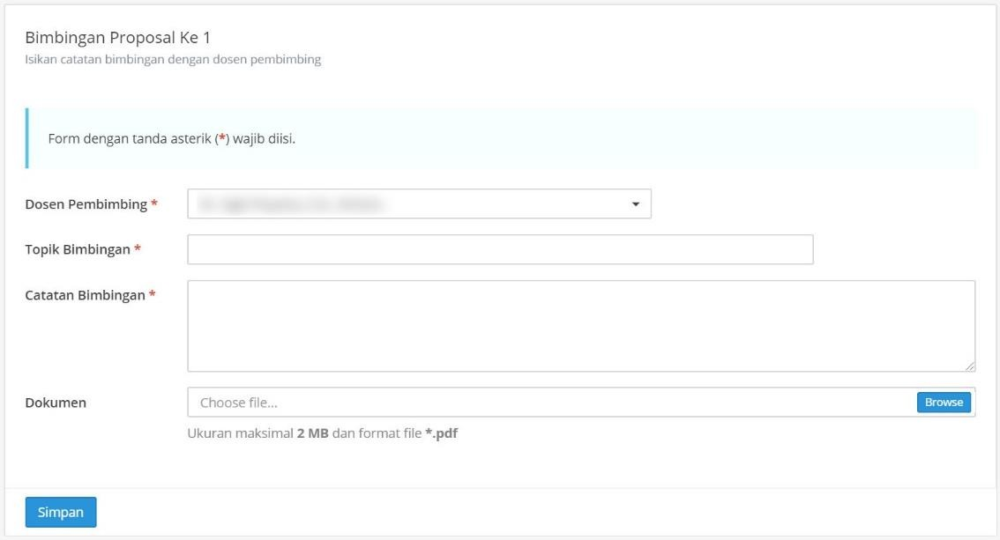 Bimbingan Proposal Ke 1
Isikan catatan bimbingan dengan dosen pembimbing
Form dengan tanda asterik (*) wajib diisi.
Dosen Pembimbing *
Topik Bimbingan *
Catatan Bimbingan *
Dokumen
Choose file...
Browse
Ukuran maksimal 2 MB dan format file *.pdf
Simpan